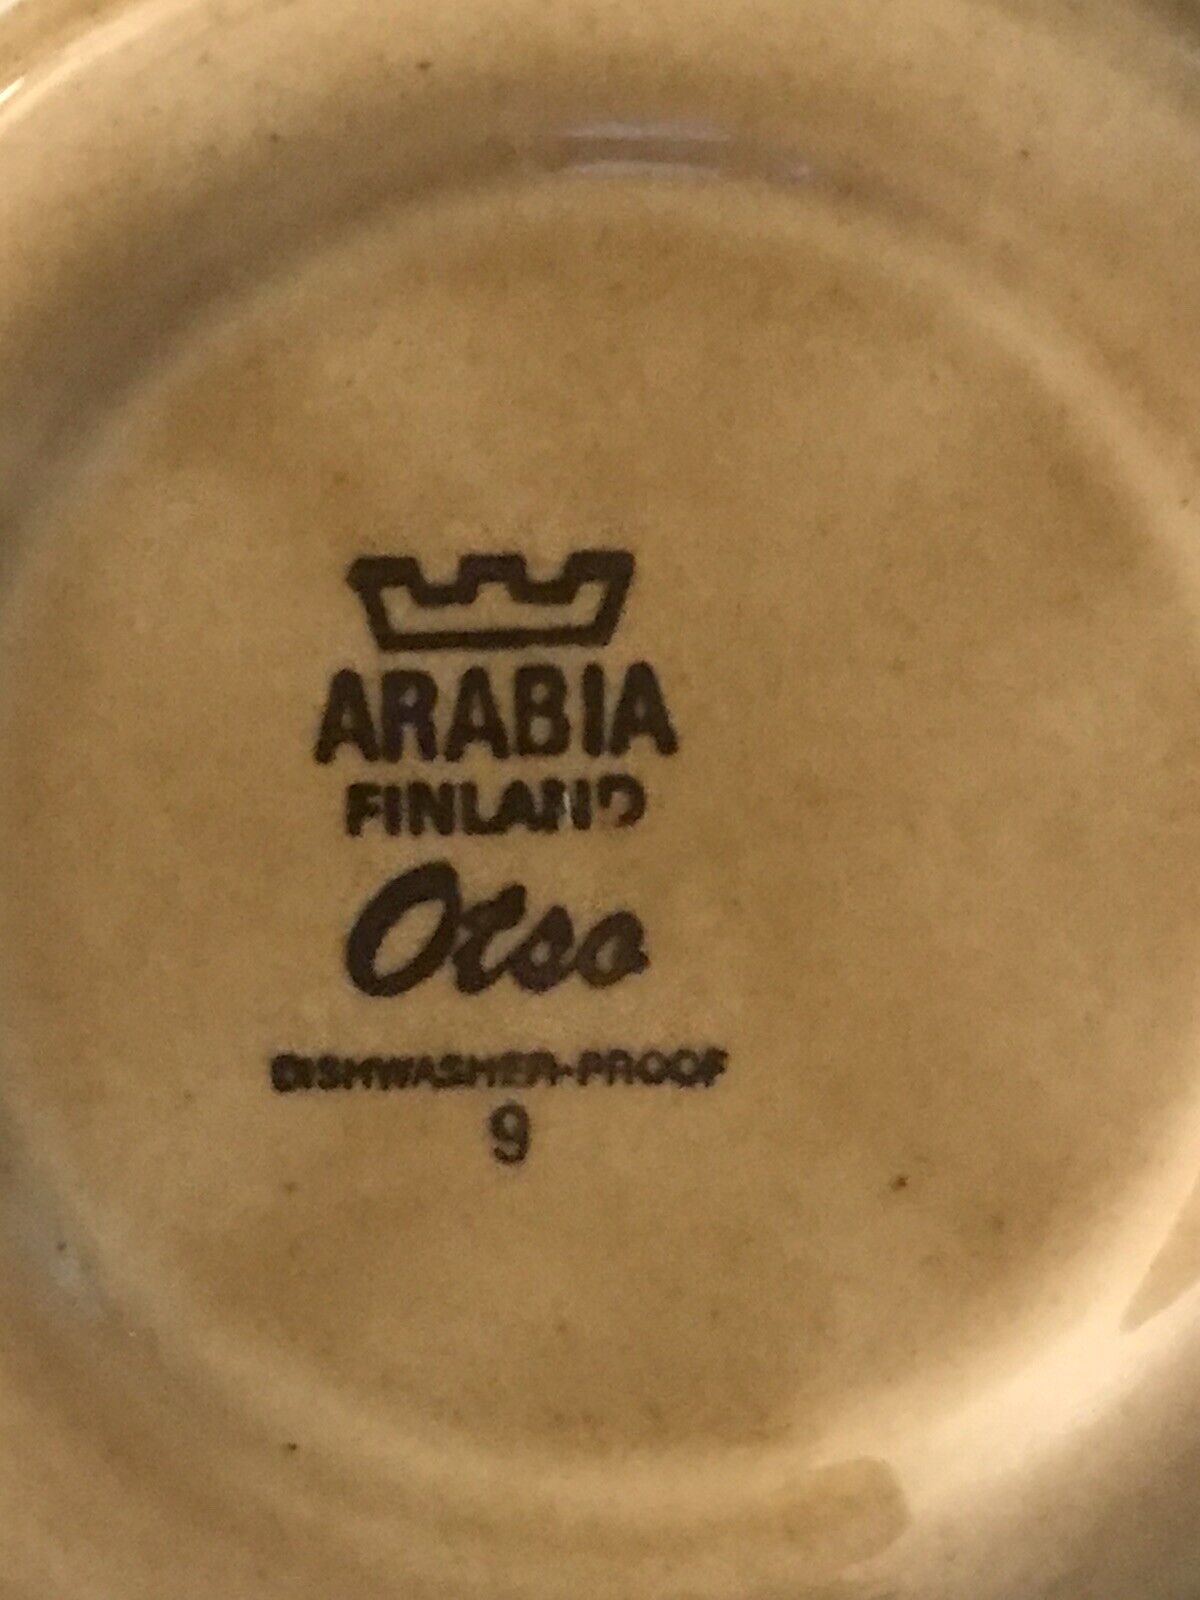 ARABIA
FINLAND
Otso
DISHWASHER-PROOF
9